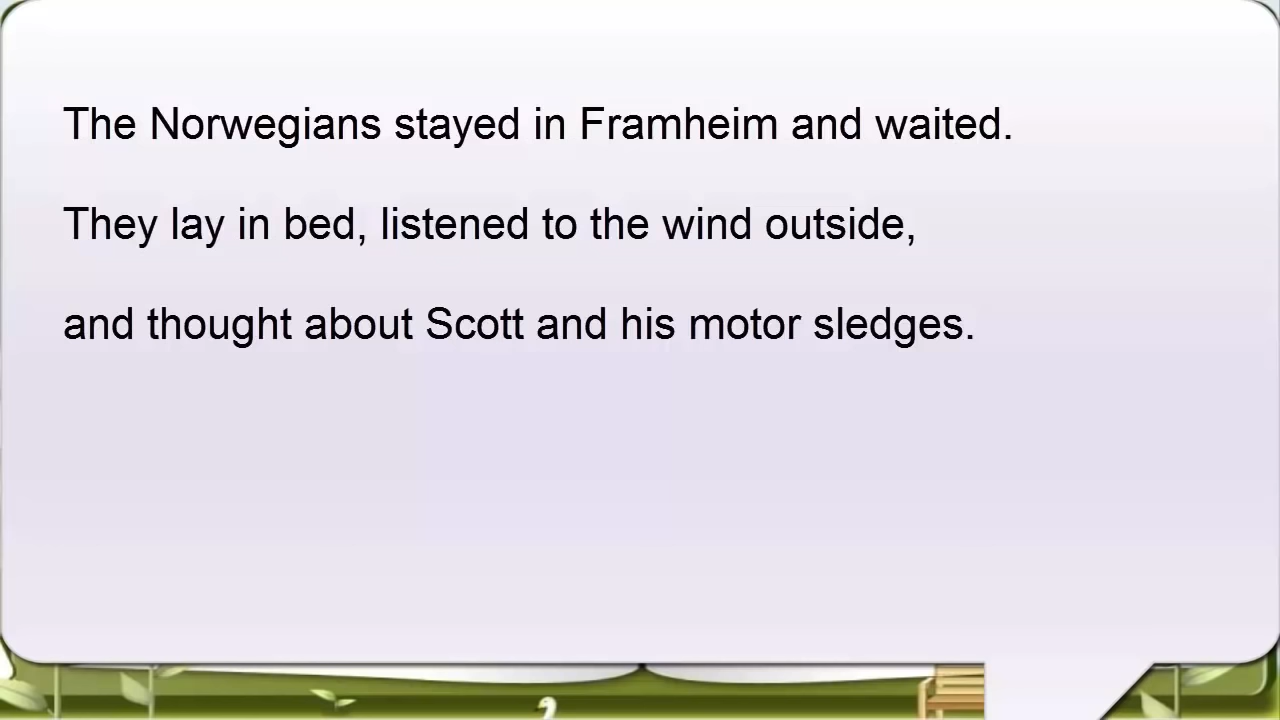 The Norwegians stayed in Framheim and waited.
They lay in bed, listened to the wind outside,
and thought about Scott and his motor sledges.